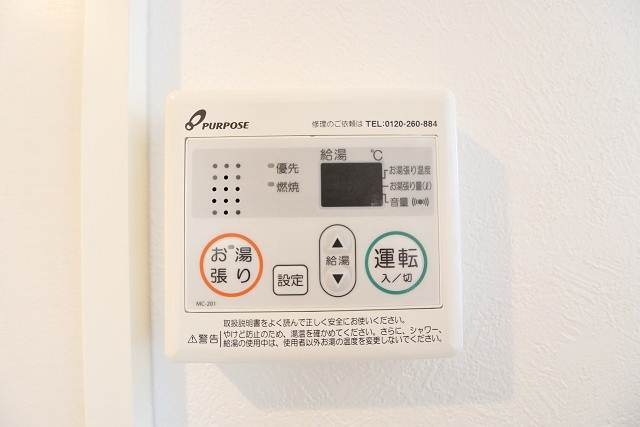 PURPOSE
修理のご依頼は TEL:0120-260-884
給湯 ℃
優先
燃焼
お湯張り温度
お湯張り量(ℓ)
音量
お湯張り
設定
▲
給湯
▼
運転
入/切
MC-201
取扱説明書をよく読んで正しく安全にお使いください。
⚠警告
やけど防止のため、湯温を確かめてください。さらに、シャワー、
給湯の使用中は、使用者以外お湯の温度を変更しないでください。